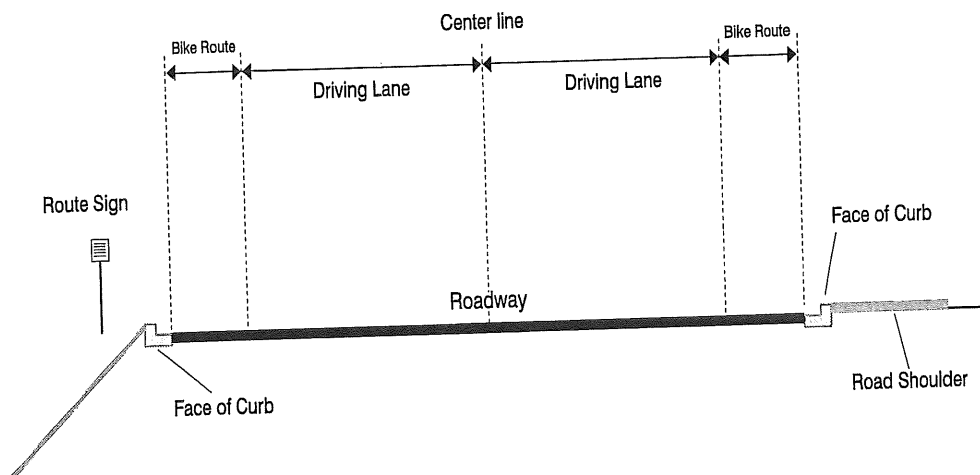 Center line
Bike Route
Bike Route
Driving Lane
Driving Lane
Route Sign
Face of Curb
Roadway
Face of Curb
Road Shoulder